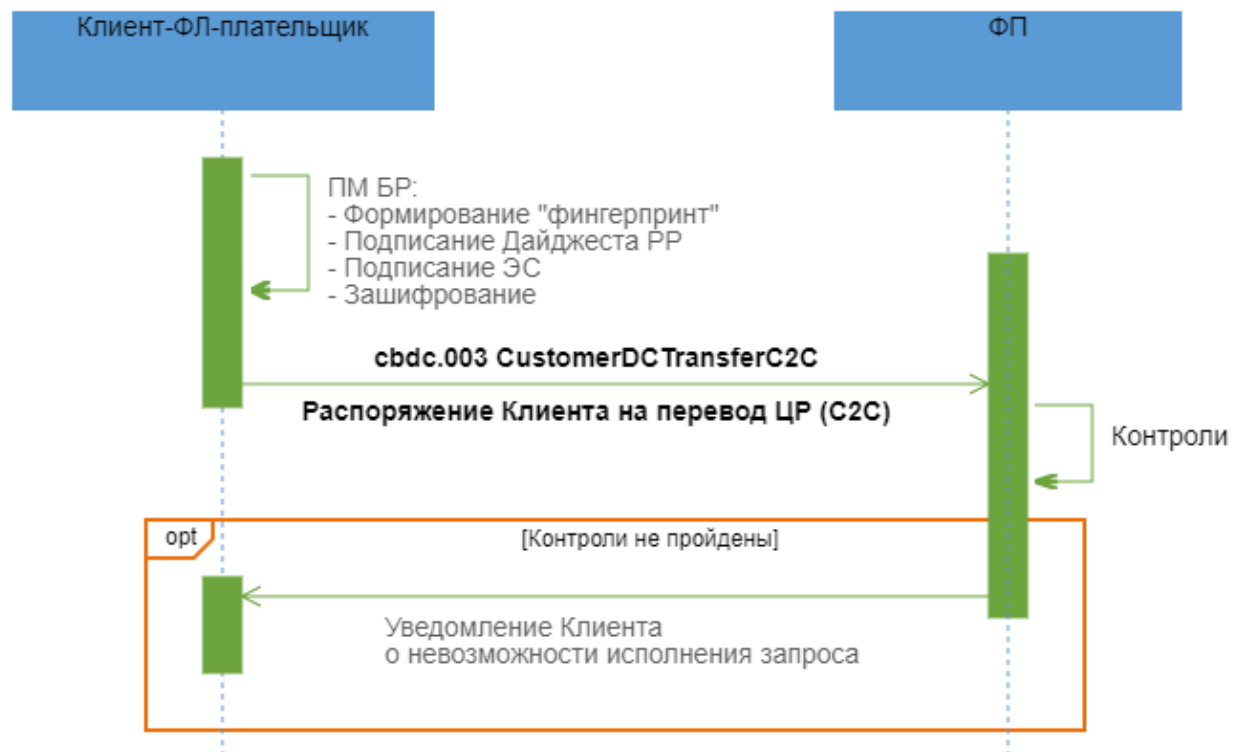 Клиент-ФЛ-плательщик
ФП
ПМ БР:
- Формирование "фингерпринт"
- Подписание Дайджеста РР
- Подписание ЭС
- Зашифрование
cbdc.003 CustomerDCTransferC2C
Распоряжение Клиента на перевод ЦР (C2C)
Контроли
opt
[Контроли не пройдены]
Уведомление Клиента
о невозможности исполнения запроса